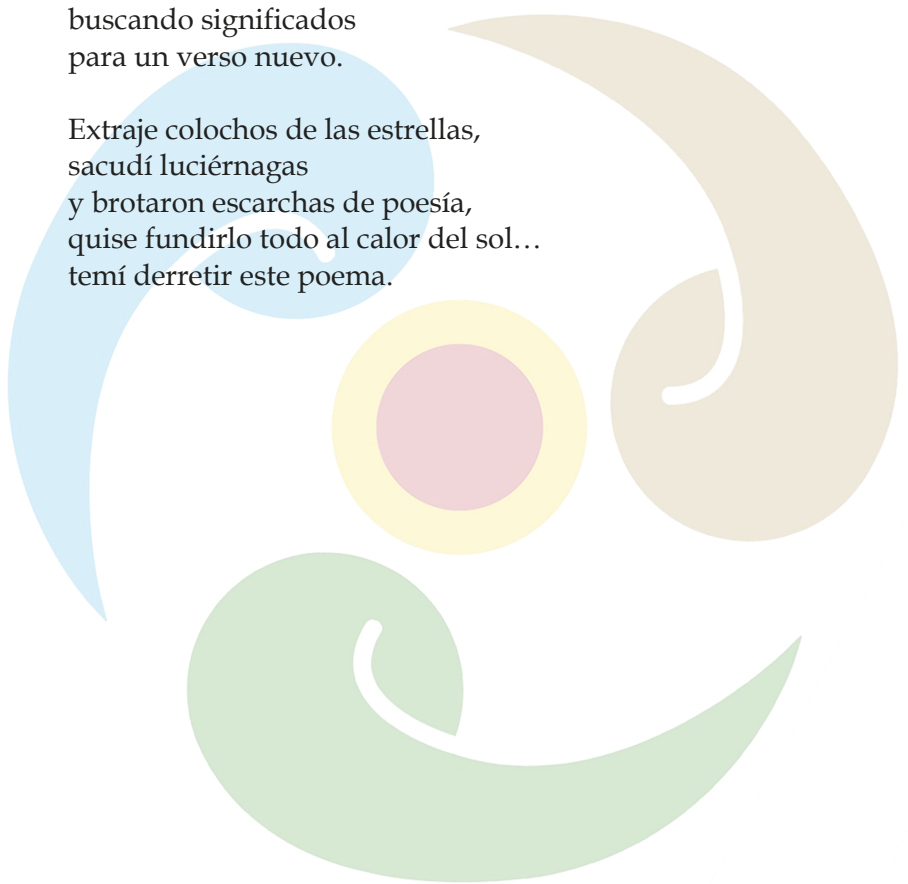 buscando significados
para un verso nuevo.
Extraje colochos de las estrellas,
sacudí luciérnagas
y brotaron escarchas de poesía,
quise fundirlo todo al calor del sol…
temí derretir este poema.